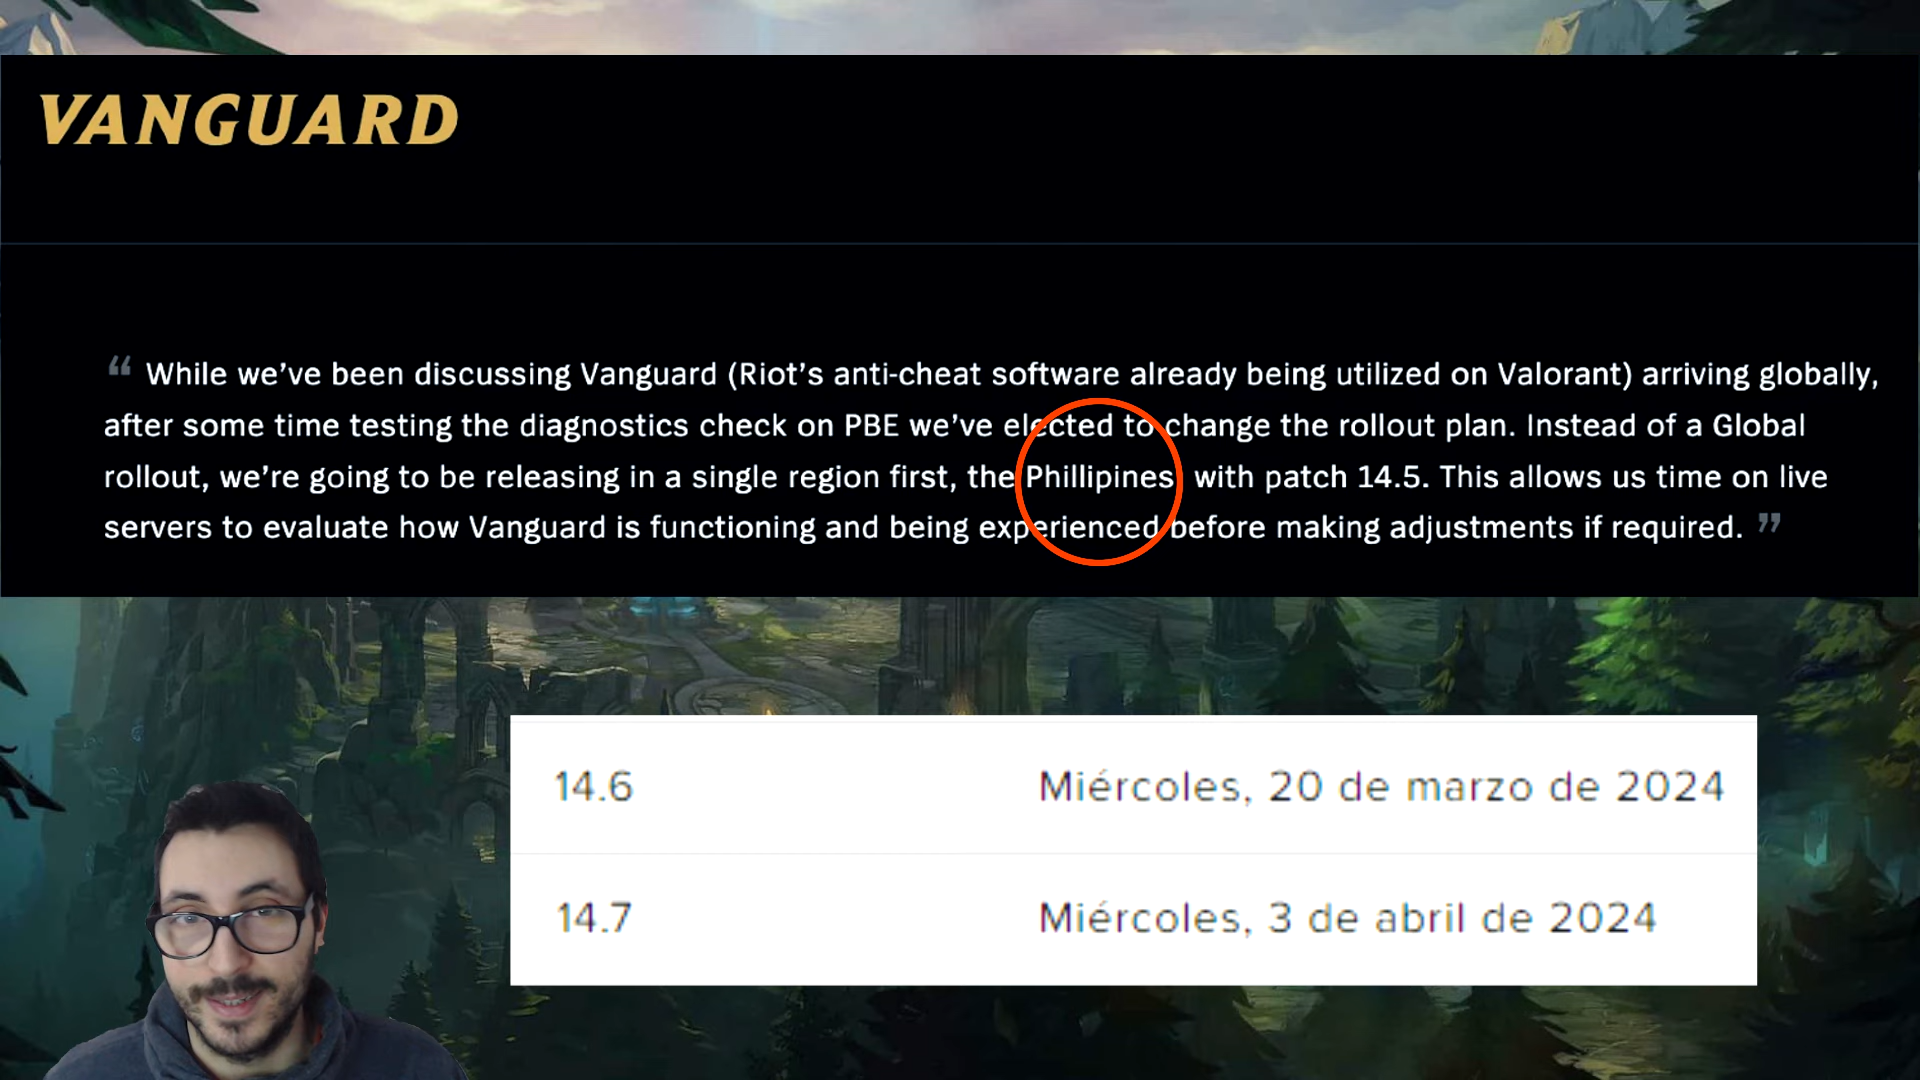 VANGUARD
“ While we’ve been discussing Vanguard (Riot’s anti-cheat software already being utilized on Valorant) arriving globally,
after some time testing the diagnostics check on PBE we’ve elected to change the rollout plan. Instead of a Global
rollout, we’re going to be releasing in a single region first, the Phillipines with patch 14.5. This allows us time on live
servers to evaluate how Vanguard is functioning and being experienced before making adjustments if required. ”
14.6 Miércoles, 20 de marzo de 2024
14.7 Miércoles, 3 de abril de 2024